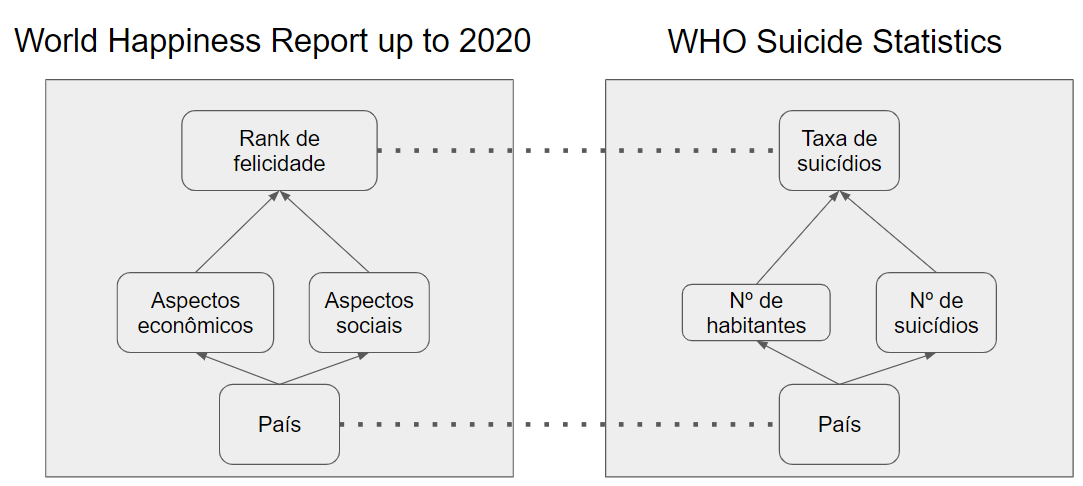 World Happiness Report up to 2020
Rank de
felicidade
Aspectos
econômicos
Aspectos
sociais
País
WHO Suicide Statistics
Taxa de
suicídios
Nº de
habitantes
Nº de
suicídios
País